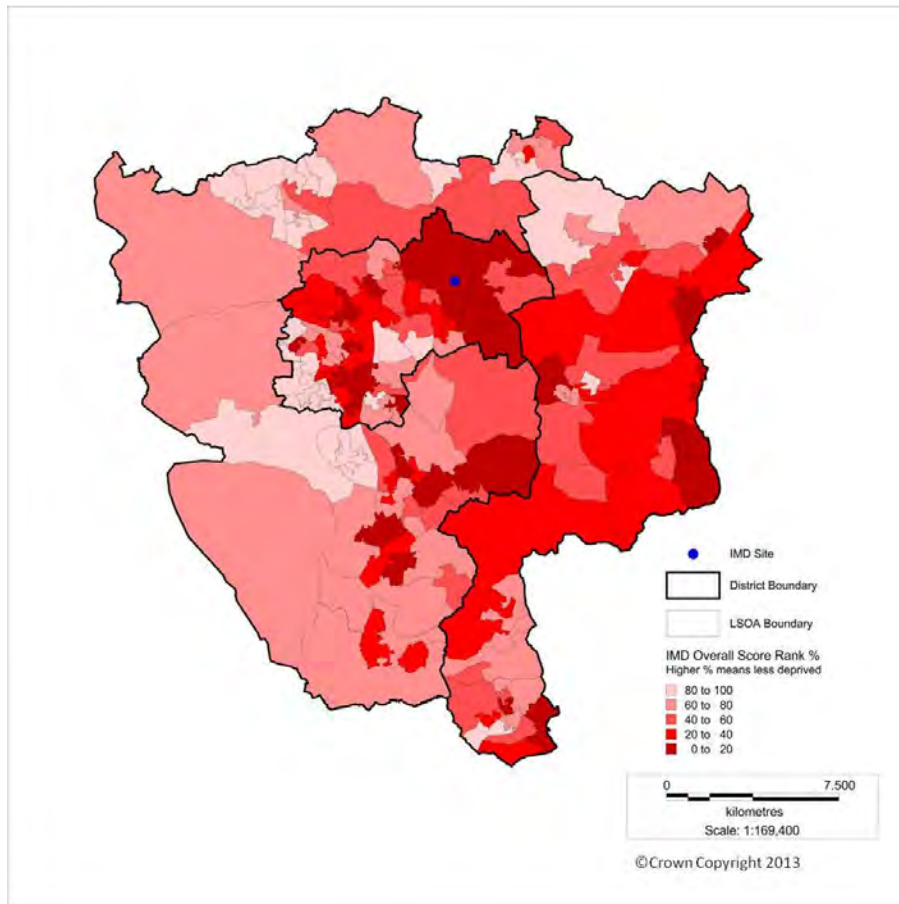 IMD Site
District Boundary
LSOA Boundary
IMD Overall Score Rank %
Higher % means less deprived
80 to 100
60 to 80
40 to 60
20 to 40
0 to 20
0 7.500
kilometres
Scale: 1:169,400
©Crown Copyright 2013